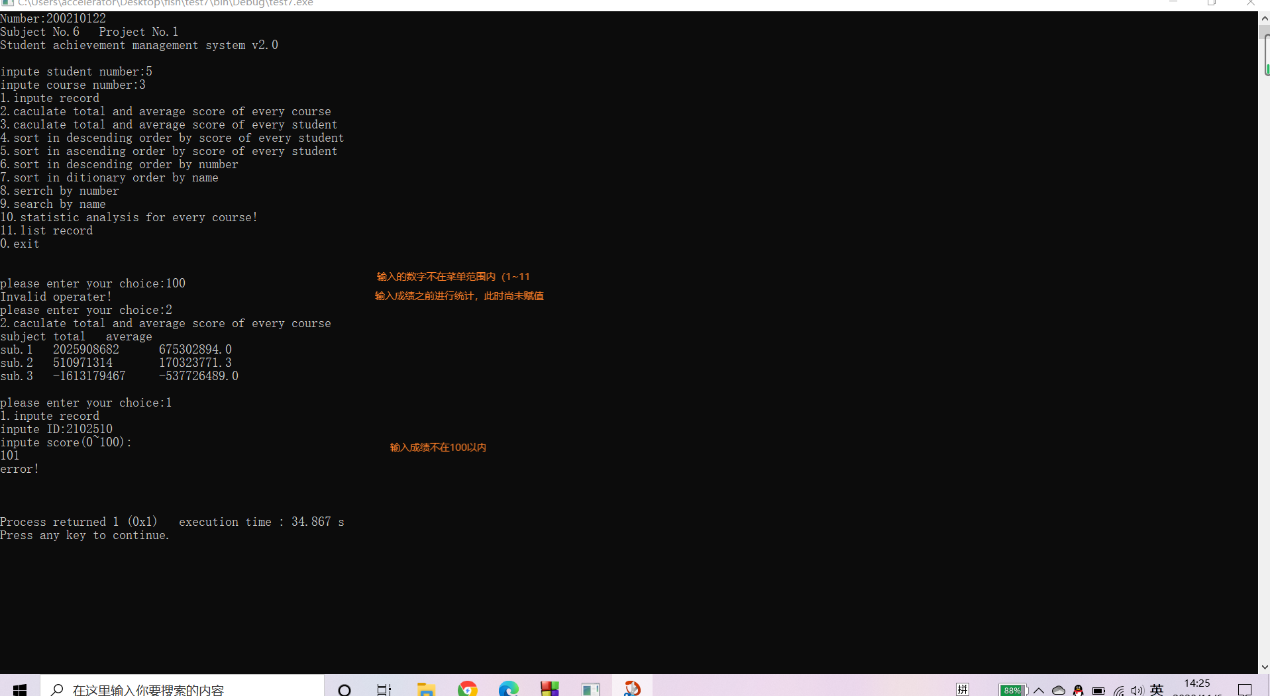 C:\Users\accelerator\Desktop\fish\test7\bin\Debug\test7.exe
Number:200210122
Subject No.6   Project No.1
Student achievement management system v2.0
inpute student number:5
inpute course number:3
1.inpute record
2.caculate total and average score of every course
3.caculate total and average score of every student
4.sort in descending order by score of every student
5.sort in ascending order by score of every student
6.sort in descending order by number
7.sort in ditionary order by name
8.serrch by number
9.search by name
10.statistic analysis for every course!
11.list record
0.exit
please enter your choice:100
输入的数字不在菜单范围内（1~11
Invalid operater!
输入成绩之前进行统计，此时尚未赋值
please enter your choice:2
2.caculate total and average score of every course
subject total   average
sub.1   2025908682      675302894.0
sub.2   510971314       170323771.3
sub.3   -1613179467     -537726489.0
please enter your choice:1
1.inpute record
inpute ID:2102510
inpute score(0~100):
输入成绩不在100以内
101
error!
Process returned 1 (0x1)   execution time : 34.867 s
Press any key to continue.
在这里输入你要搜索的内容
拼
88%
英
14:25